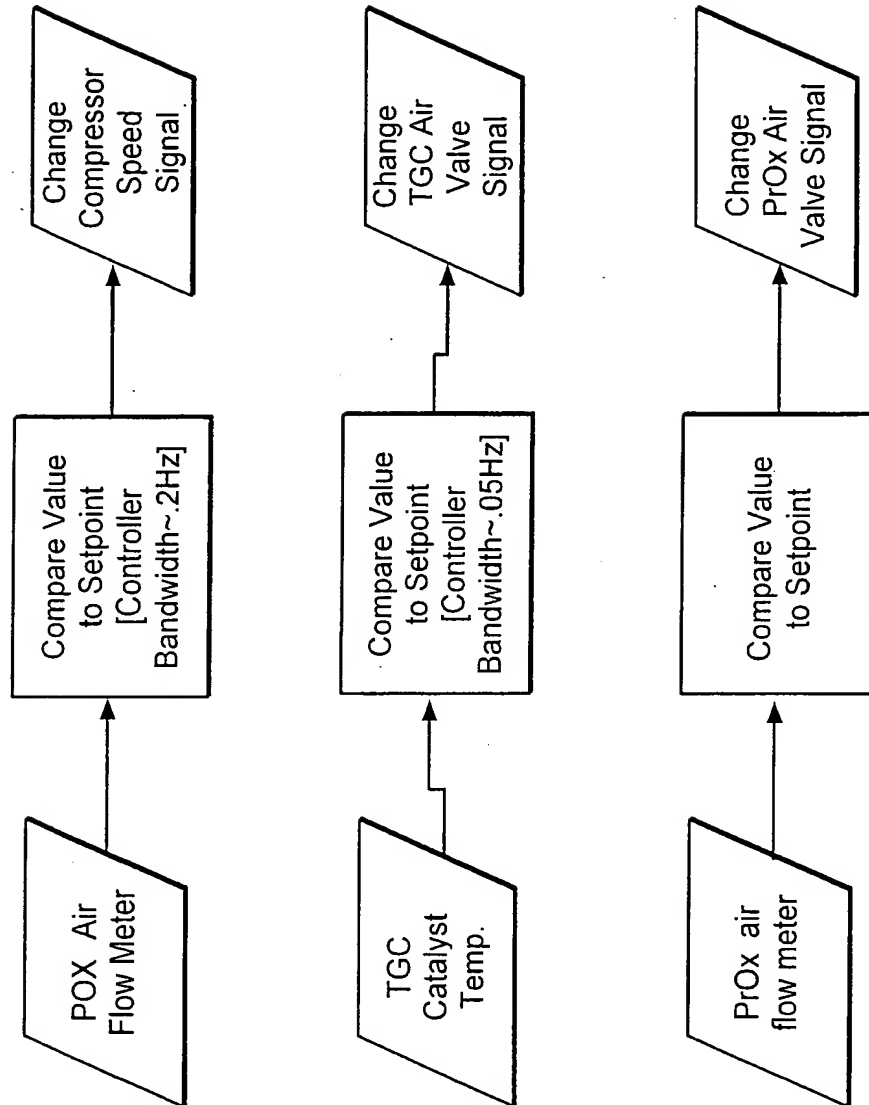 POX Air
Flow Meter
Compare Value
to Setpoint
[Controller
Bandwidth~.2Hz]
Change
Compressor
Speed
Signal
TGC
Catalyst
Temp.
Compare Value
to Setpoint
[Controller
Bandwidth~.05Hz]
Change
TGC Air
Valve
Signal
PrOx air
flow meter
Compare Value
to Setpoint
Change
PrOx Air
Valve Signal